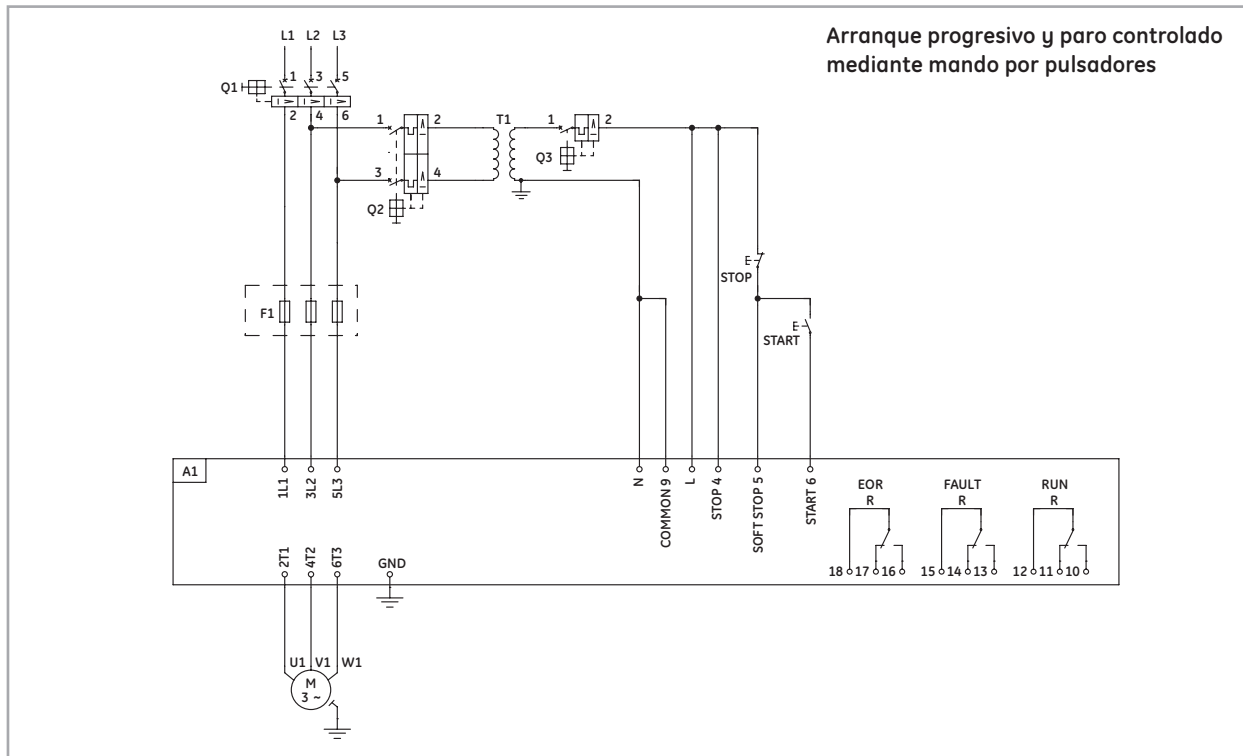 Arranque progresivo y paro controlado
mediante mando por pulsadores
L1 L2 L3
Q1 1 3 5
2 4 6
1 2 T1 1 2
Q3
3 4
Q2
E
STOP
F1
E
START
A1
1L1 3L2 5L3 N COMMON 9 L STOP 4 SOFT STOP 5 START 6
EOR FAULT RUN
R R R
2T1 4T2 6T3 GND
18 17 16 15 14 13 12 11 10
U1 V1 W1
M
3 ~